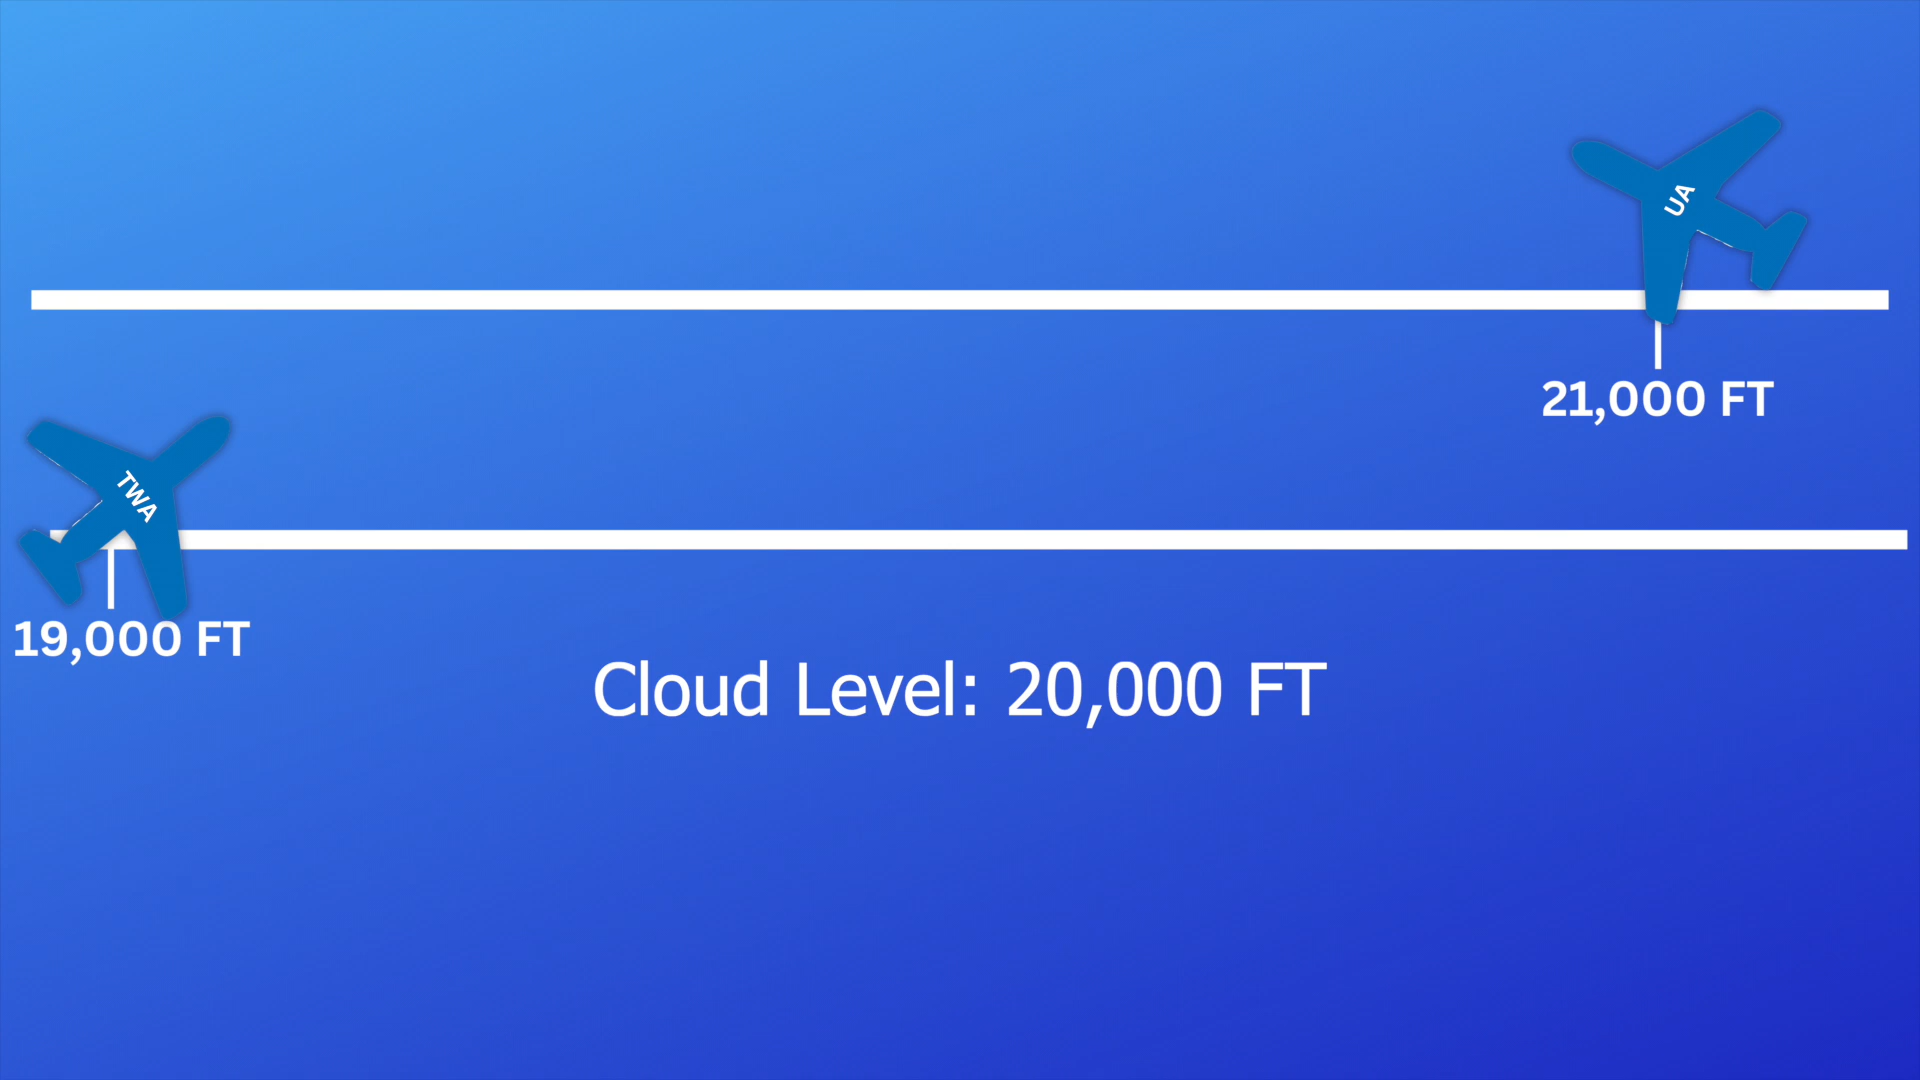 UA
21,000 FT
TWA
19,000 FT
Cloud Level: 20,000 FT